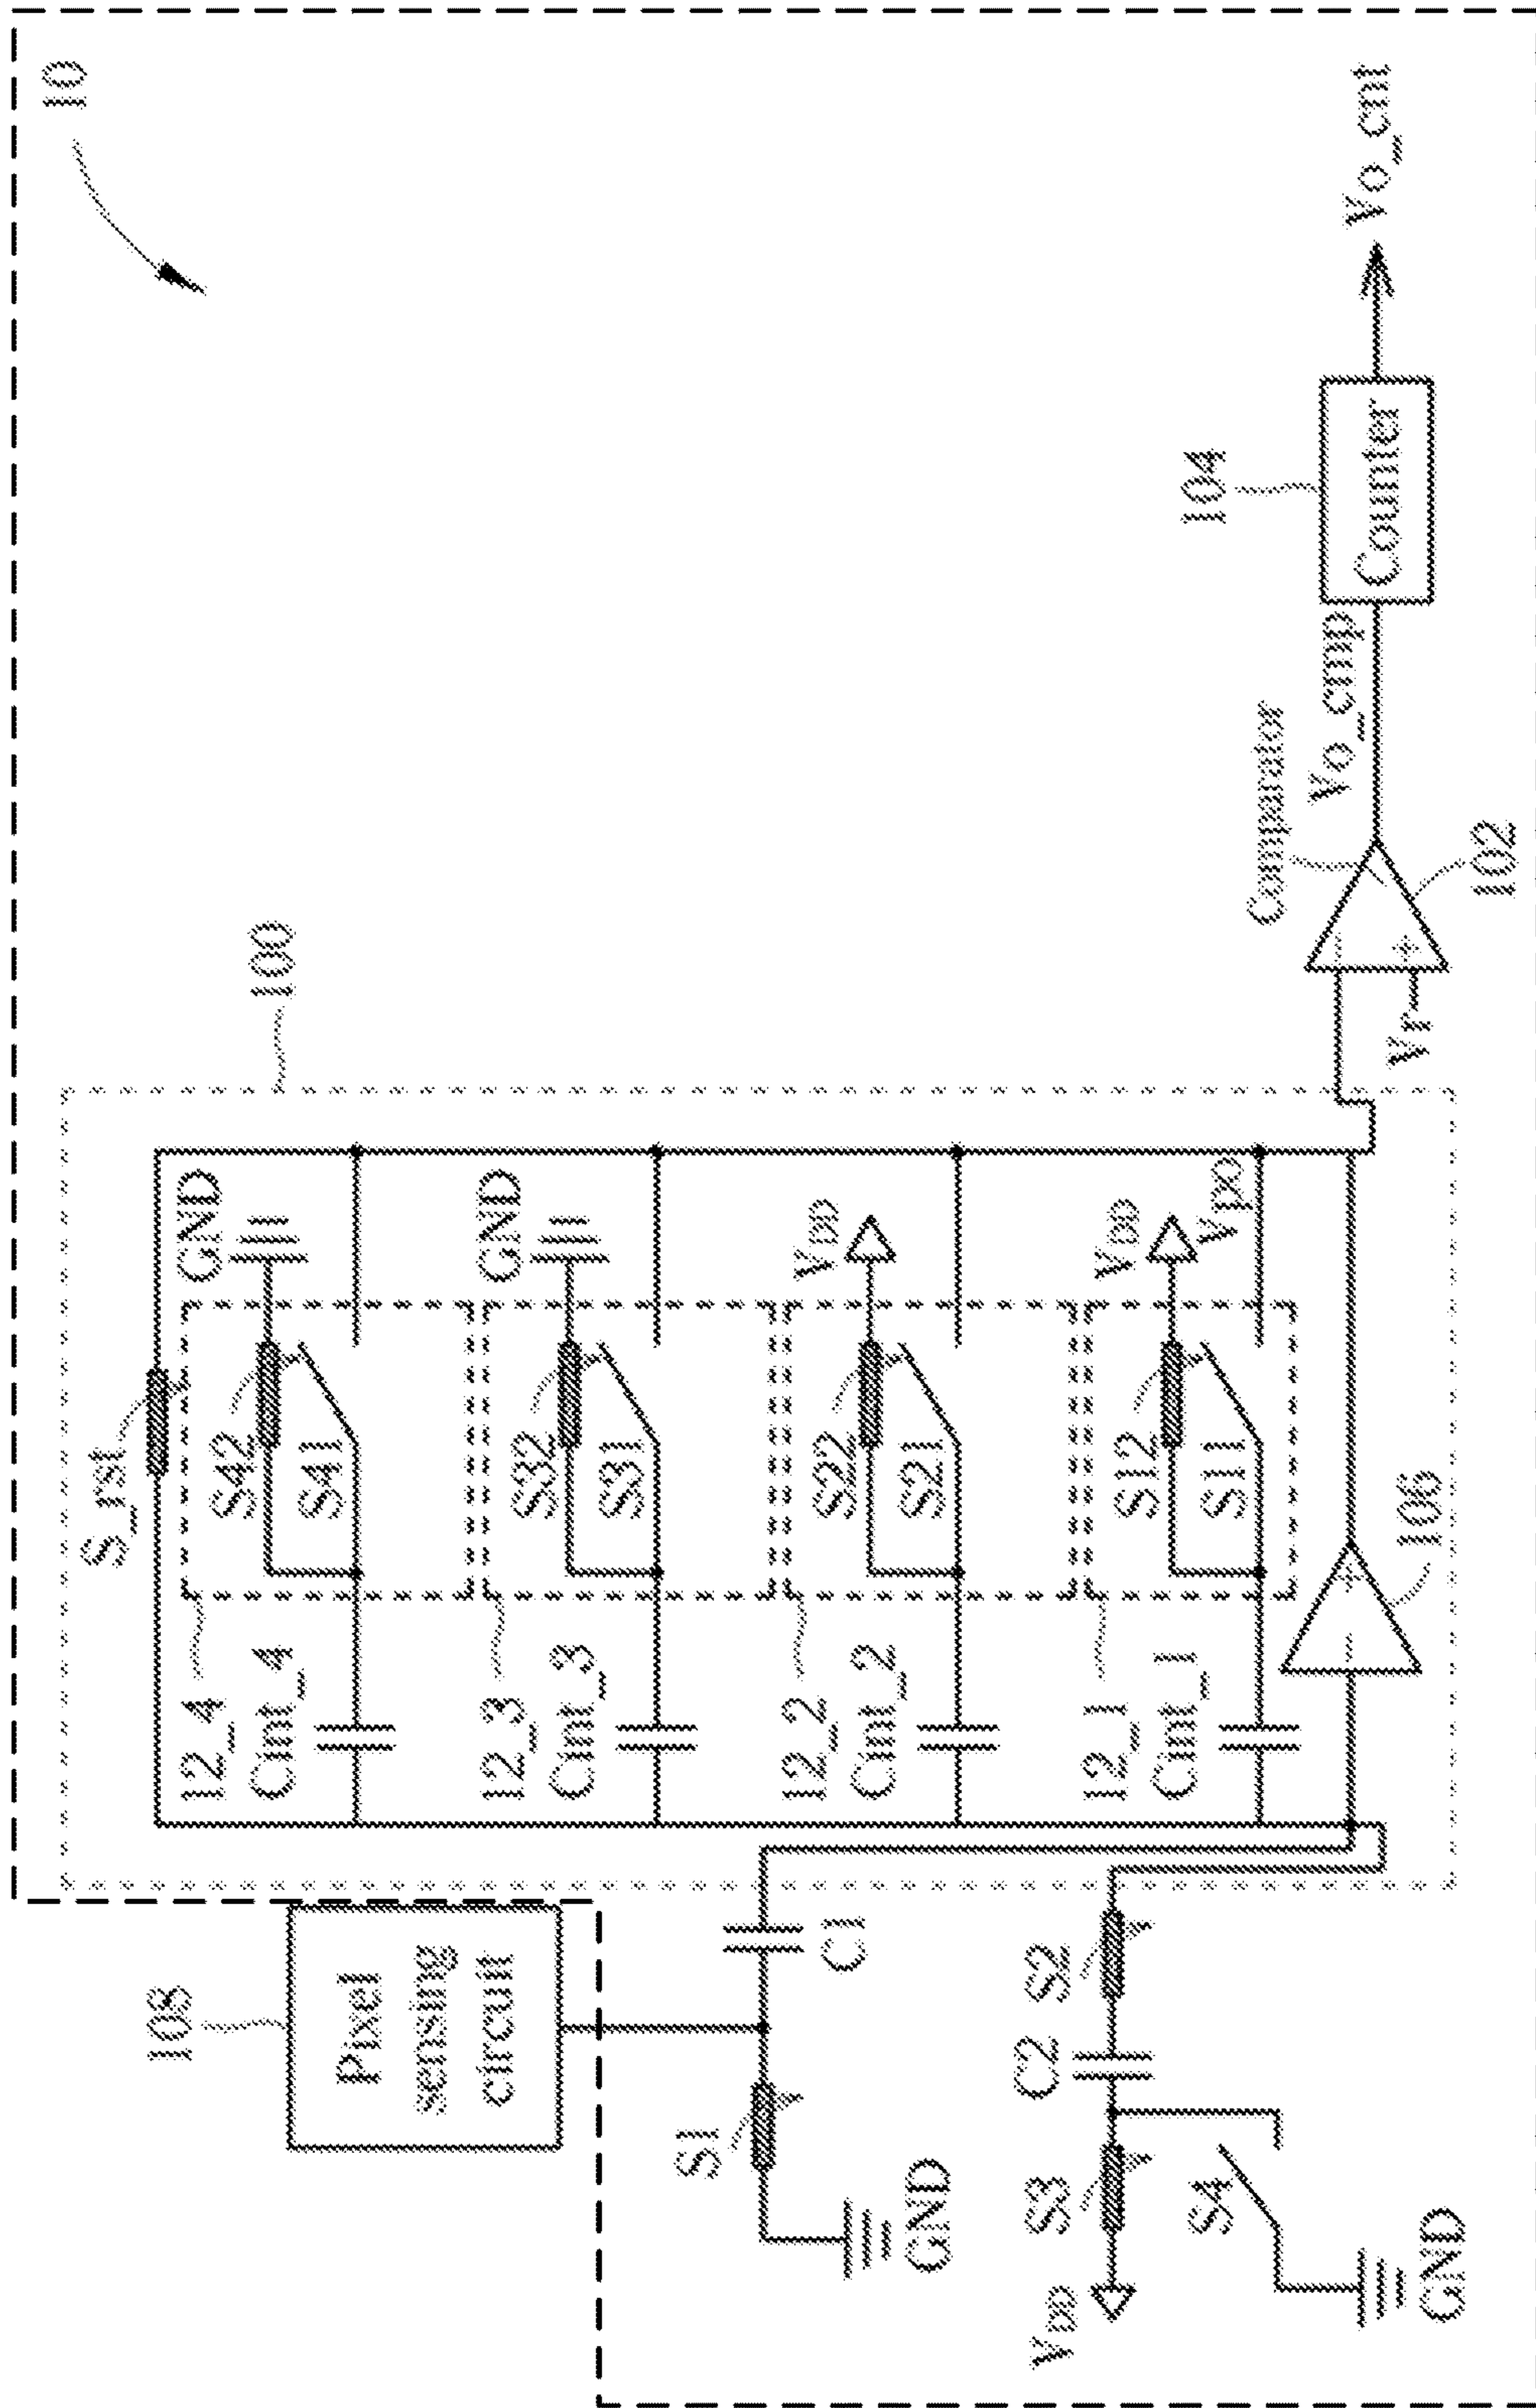 10
100
S_rst
12_4
S42
GND
Cint_4
S41
108
Pixel
sensing
circuit
12_3
S32
GND
Cint_3
S31
S1
GND
C1
12_2
S22
VDD
Cint_2
S21
S2
C2
S3
VDD
12_1
S12
VDD
Cint_1
S11
Vpo
S4
GND
106
Comparator
Vo_cmp
Vr
102
104
Counter
Vo_cnt